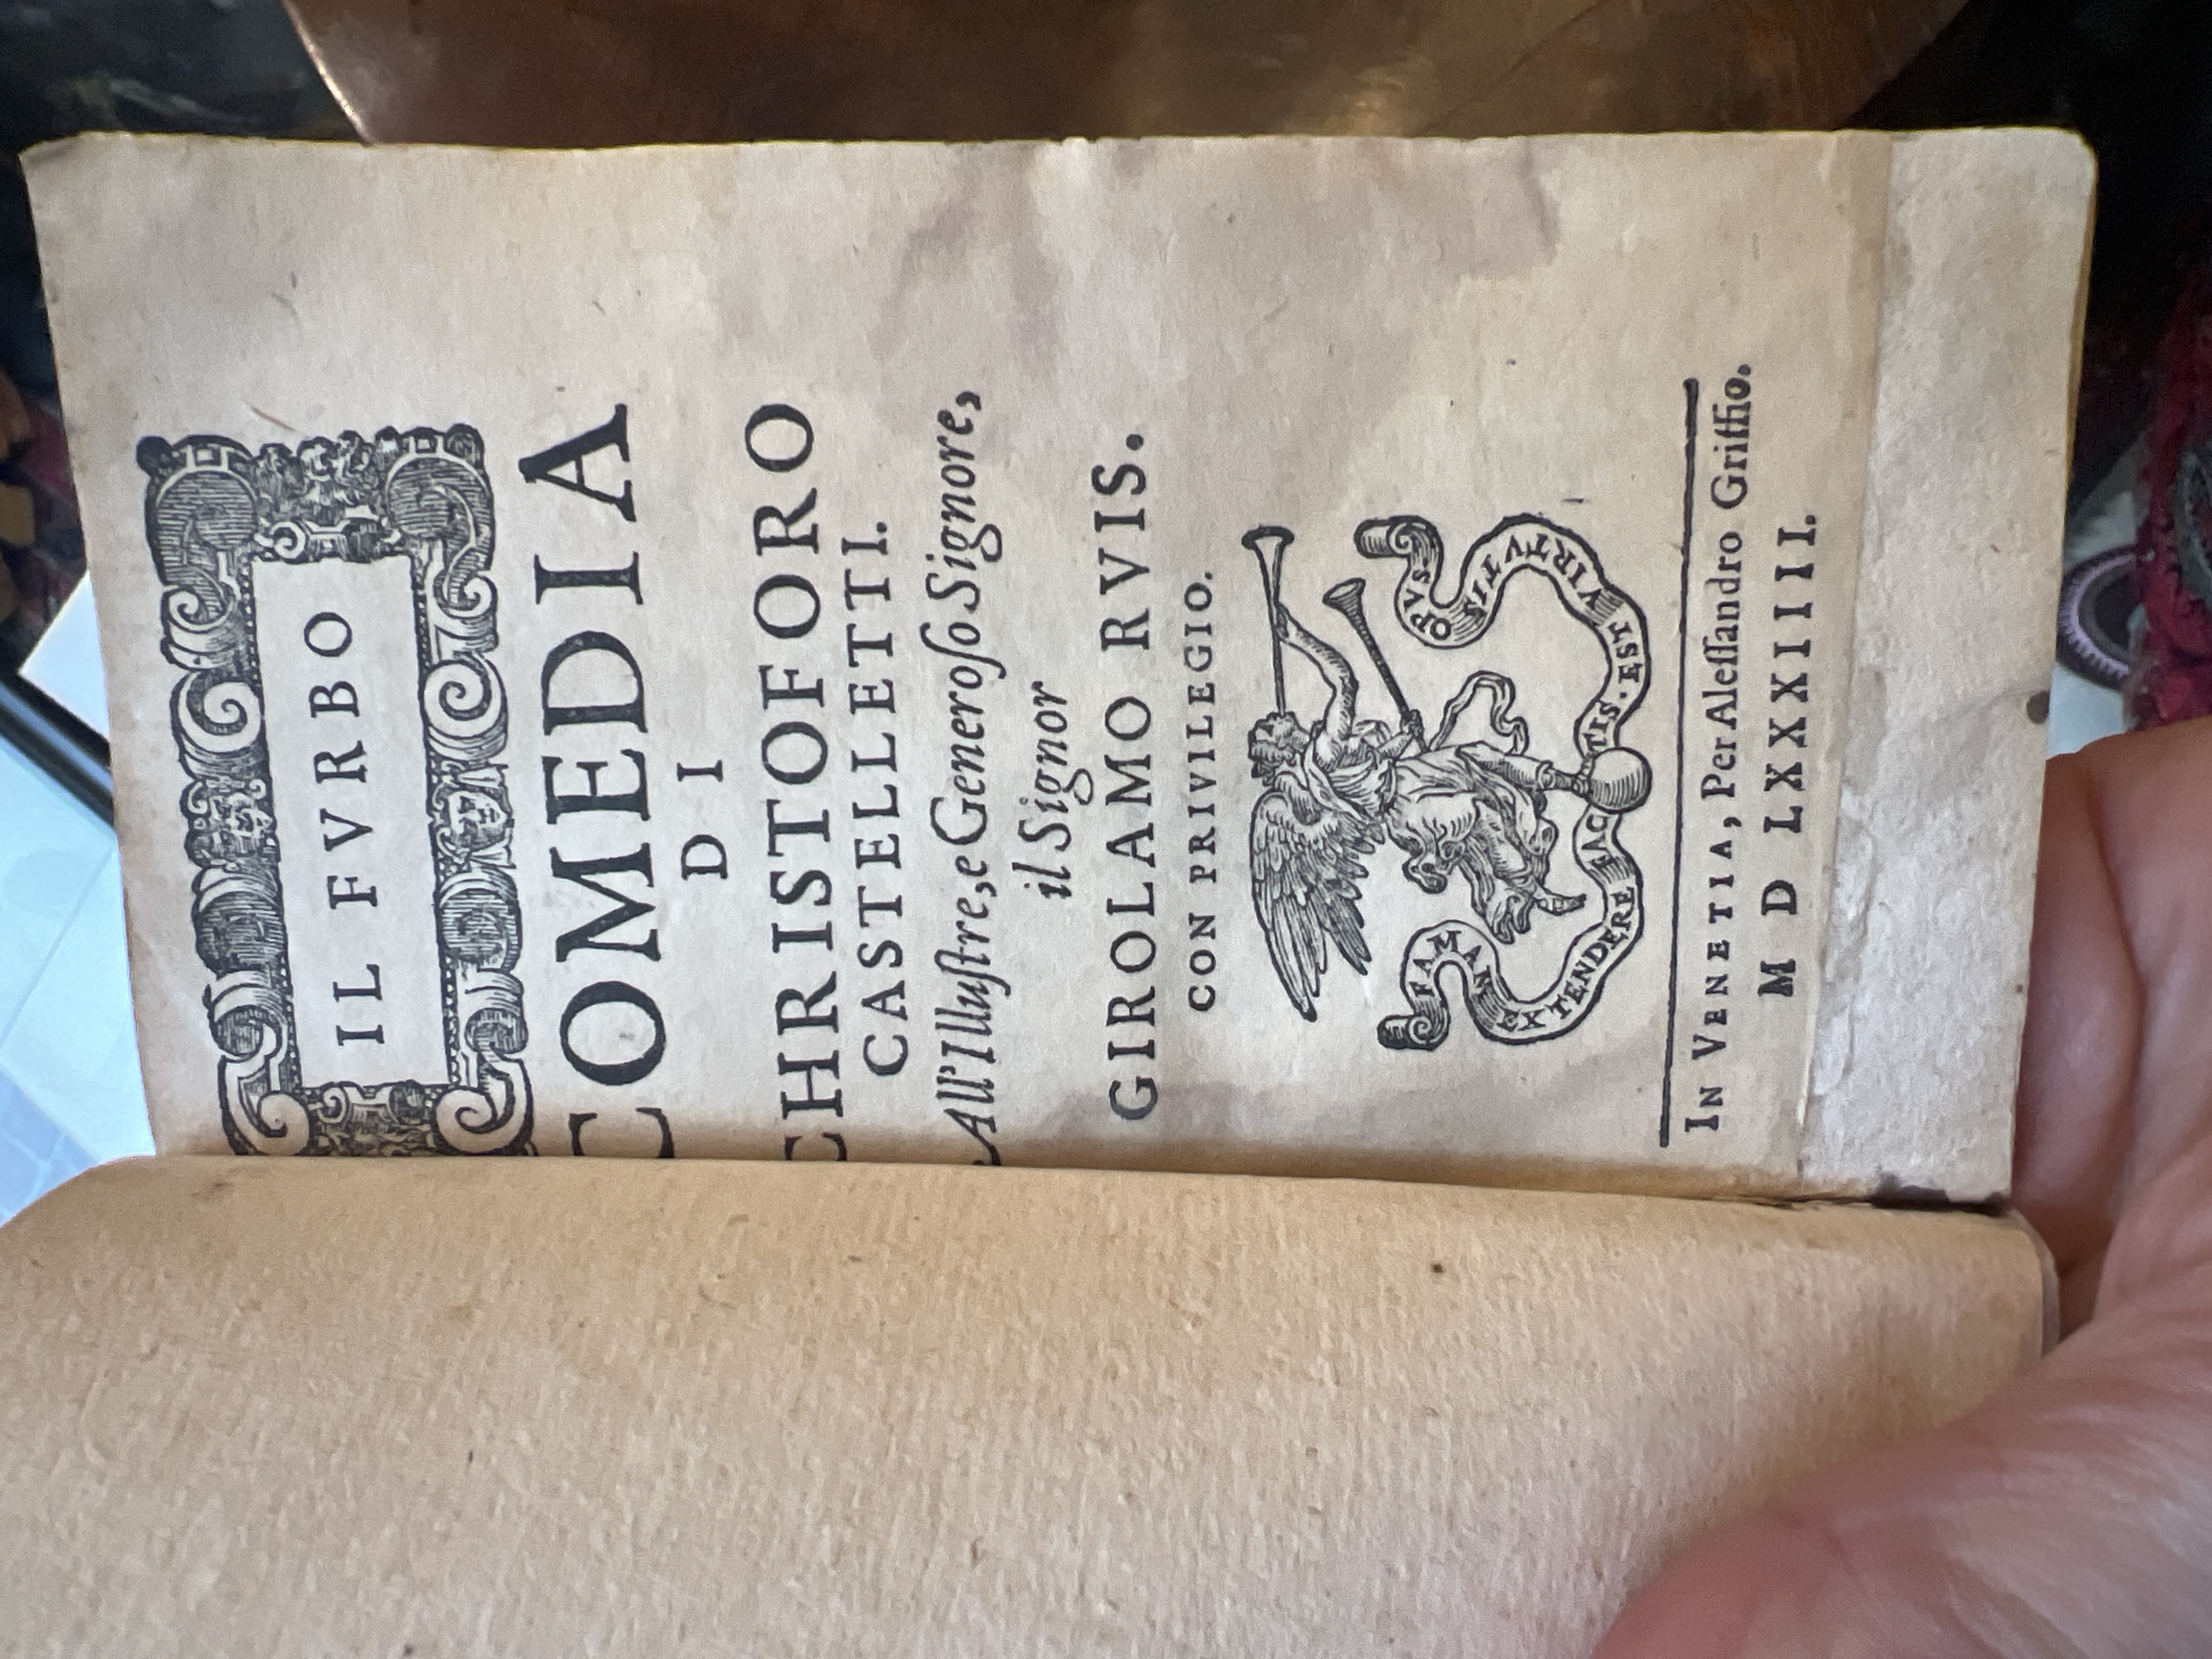 IL FVRBO
COMEDIA
DI
CHRISTOFORO
CASTELLETTI.
All'Illuſtre, e Generoſo Signore,
il Signor
GIROLAMO RVIS.
CON PRIVILEGIO.
FAMAM EXTENDERE FACTIS. EST VIRTVTIS OPVS.
IN VENETIA, Per Aleſſandro Griffio.
M D LXXXIIII.